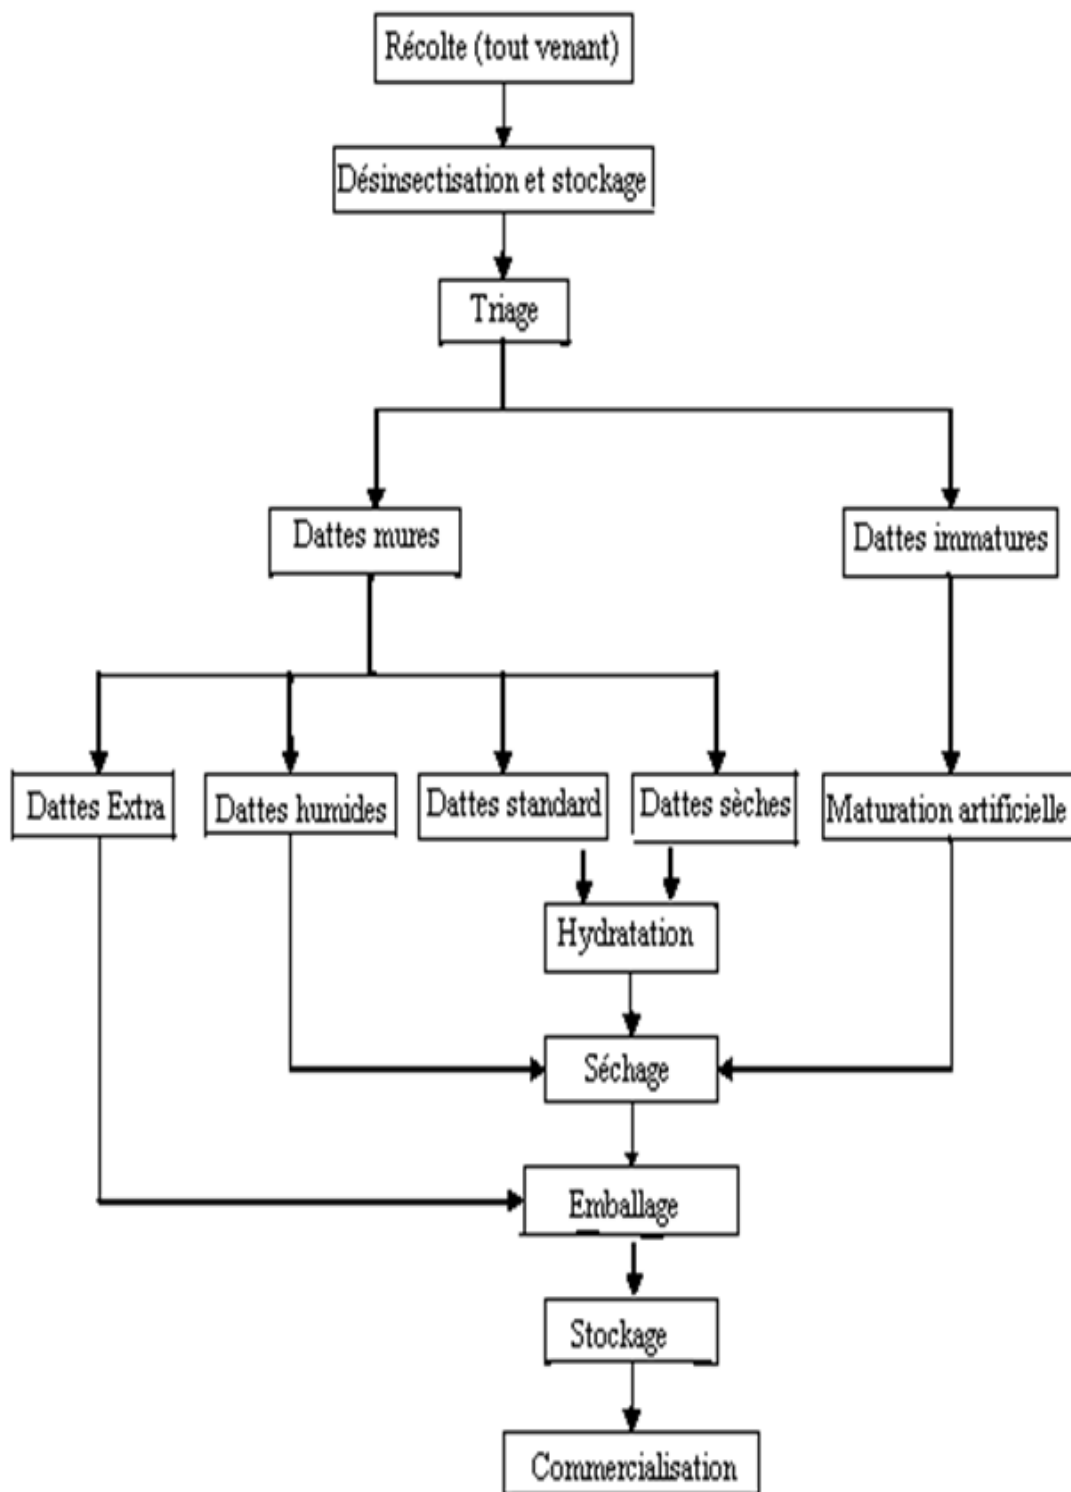 Récolte (tout venant)
Désinsectisation et stockage
Triage
Dattes mures
Dattes immatures
Dattes Extra
Dattes humides
Dattes standard
Dattes sèches
Maturation artificielle
Hydratation
Séchage
Emballage
Stockage
Commercialisation